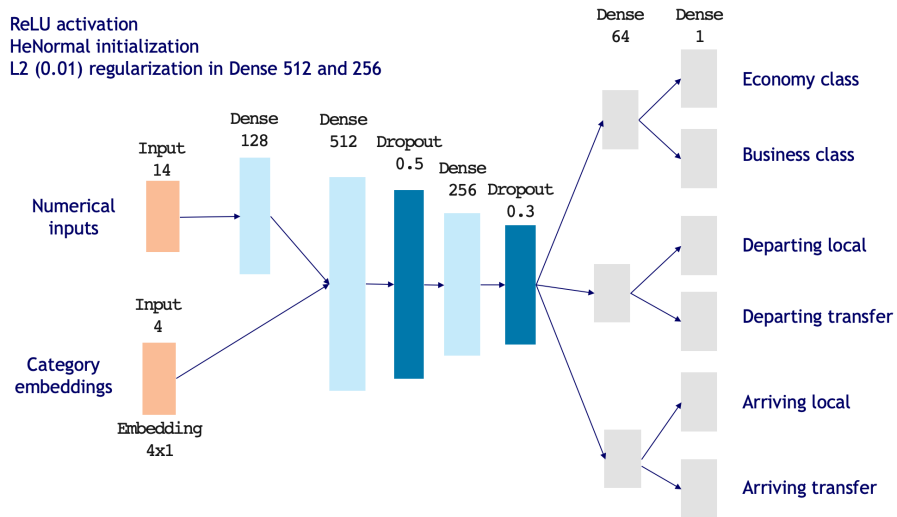 ReLU activation
HeNormal initialization
L2 (0.01) regularization in Dense 512 and 256
Numerical
inputs
Input
14
Dense
128
Category
embeddings
Input
4
Embedding
4x1
Dense
512
Dropout
0.5
Dense
256
Dropout
0.3
Dense
64
Dense
1
Economy class
Business class
Departing local
Departing transfer
Arriving local
Arriving transfer